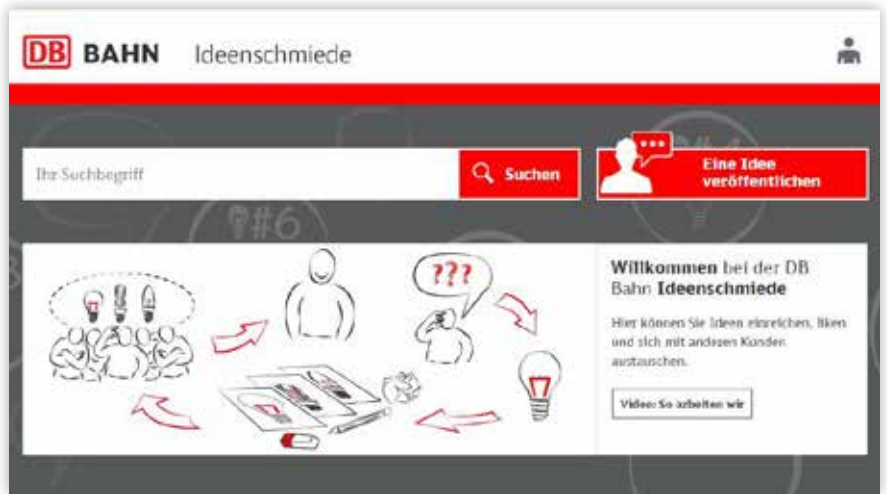 DB BAHN Ideenschmiede
Ihr Suchbegriff
Suchen
Eine Idee
veröffentlichen
#6
???
Willkommen bei der DB
Bahn Ideenschmiede
Hier können Sie Ideen einreichen, liken
und sich mit anderen Kunden
austauschen.
Video: So arbeiten wir